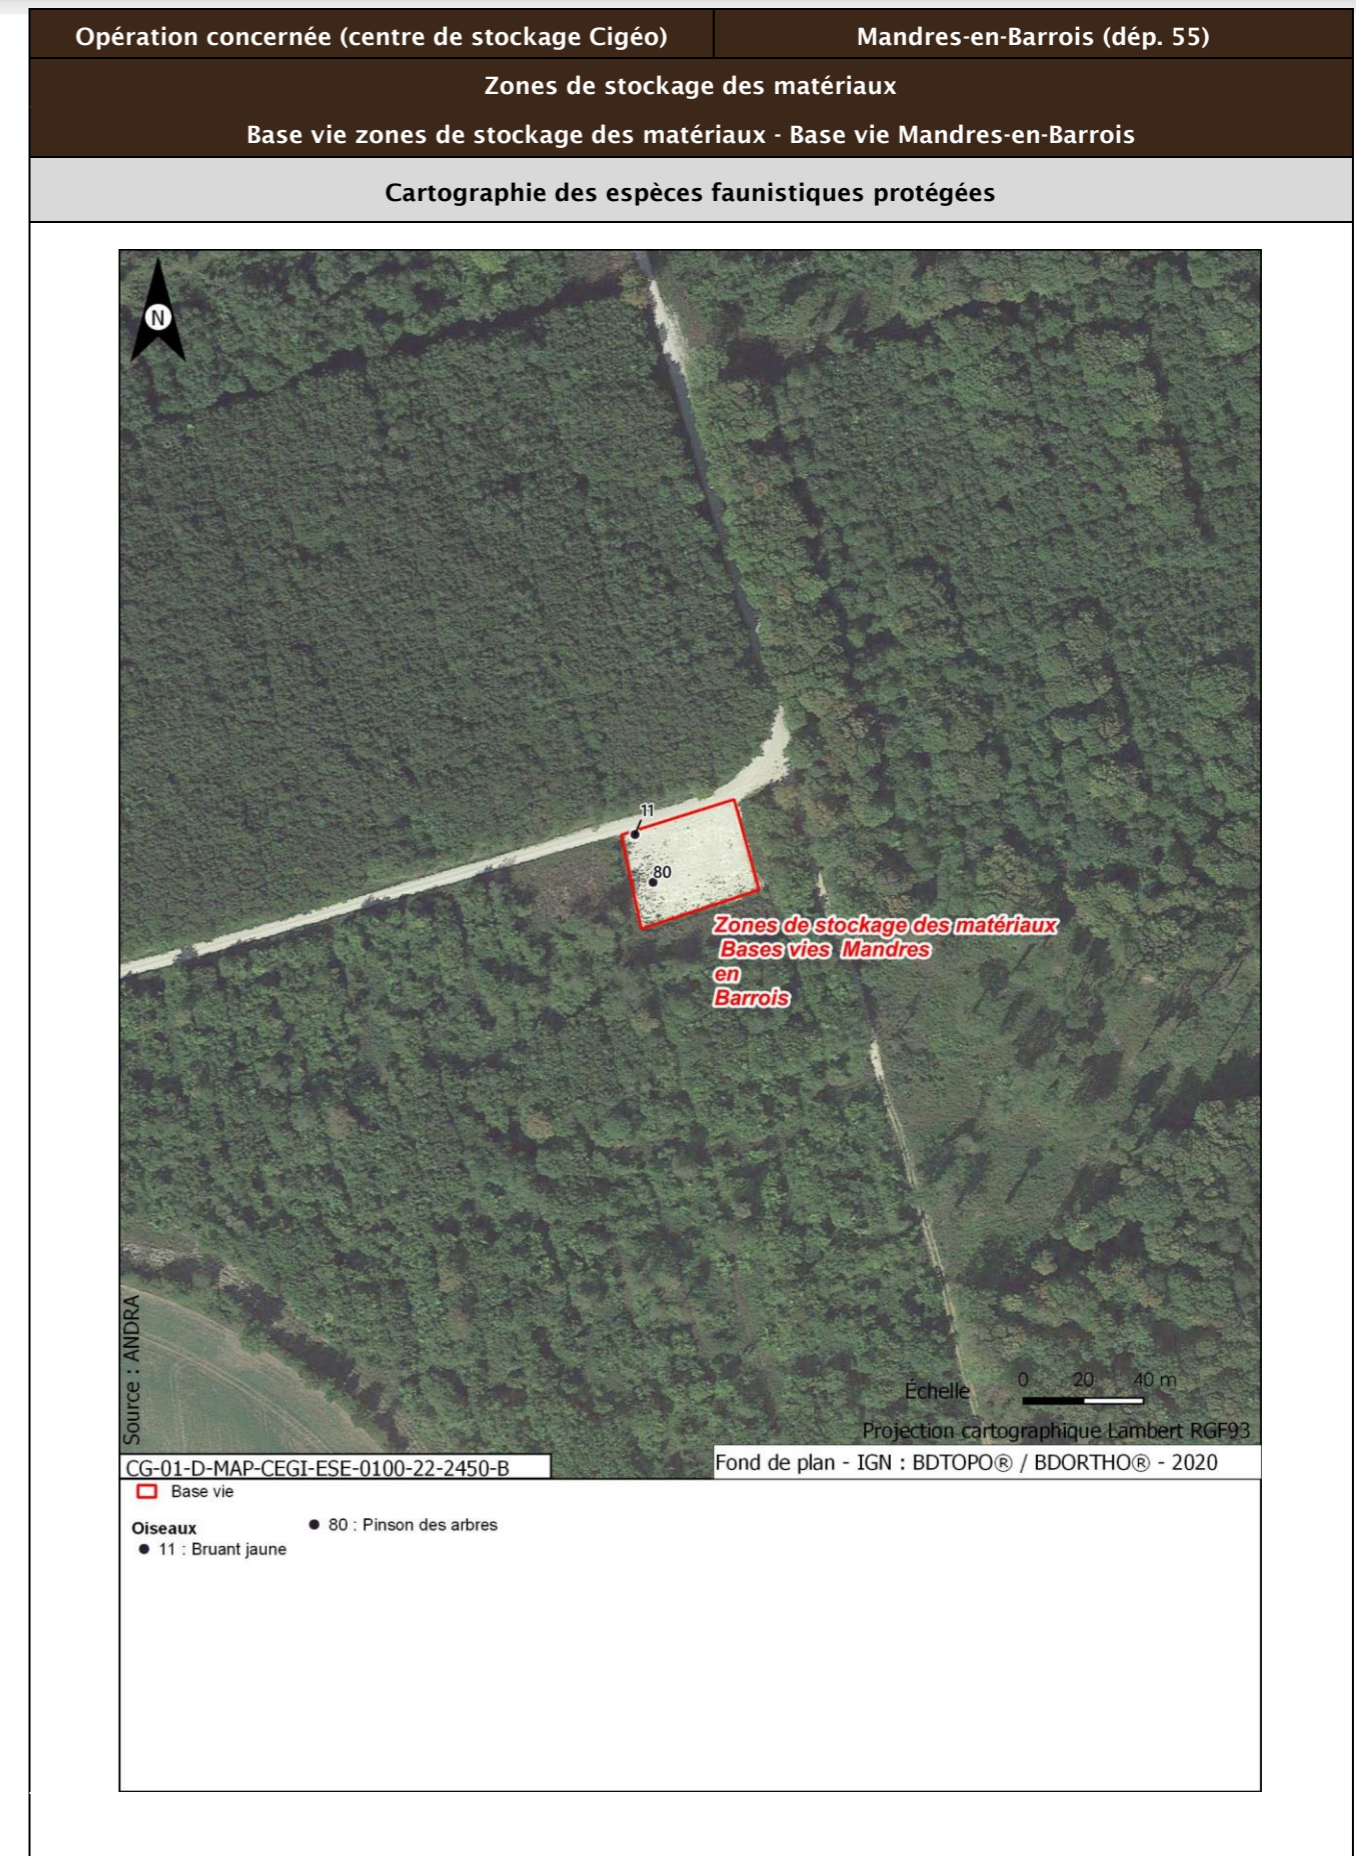 Opération concernée (centre de stockage Cigéo)
Mandres-en-Barrois (dép. 55)
Zones de stockage des matériaux
Base vie zones de stockage des matériaux - Base vie Mandres-en-Barrois
Cartographie des espèces faunistiques protégées
N
11
80
Zones de stockage des matériaux
Bases vies Mandres
en
Barrois
Source : ANDRA
Échelle
0 20 40 m
Projection cartographique Lambert RGF93
CG-01-D-MAP-CEGI-ESE-0100-22-2450-B
Fond de plan - IGN : BDTOPO® / BDORTHO® - 2020
Base vie
Oiseaux
11 : Bruant jaune
80 : Pinson des arbres